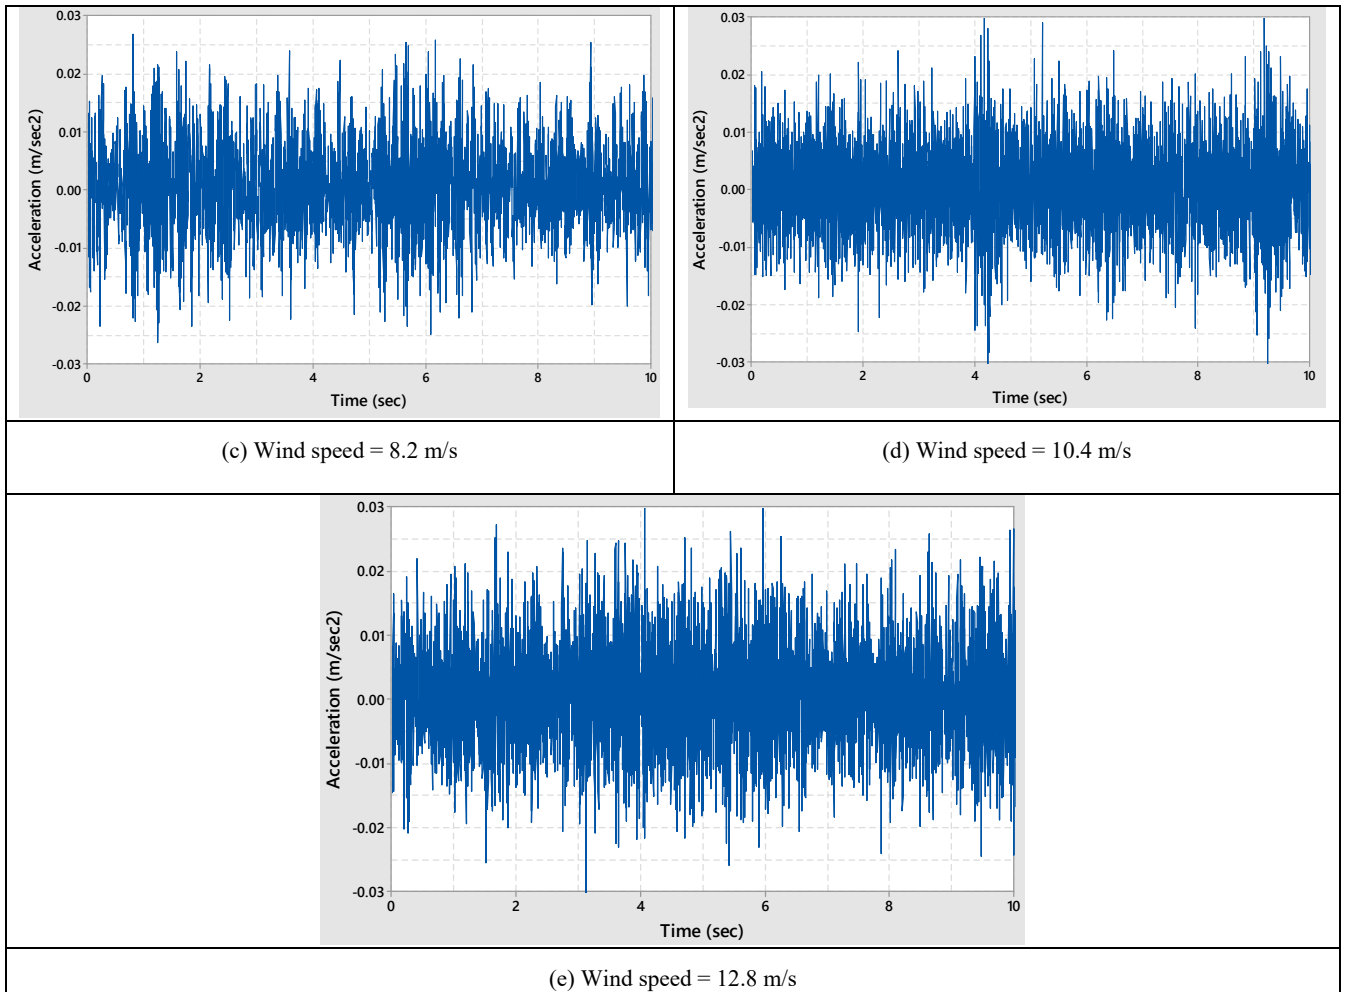 0.03
0.02
0.01
0.00
-0.01
-0.02
-0.03
Acceleration (m/sec2)
0 2 4 6 8 10
Time (sec)
(c) Wind speed = 8.2 m/s
0.03
0.02
0.01
0.00
-0.01
-0.02
-0.03
Acceleration (m/sec2)
0 2 4 6 8 10
Time (sec)
(d) Wind speed = 10.4 m/s
0.03
0.02
0.01
0.00
-0.01
-0.02
-0.03
Acceleration (m/sec2)
0 2 4 6 8 10
Time (sec)
(e) Wind speed = 12.8 m/s